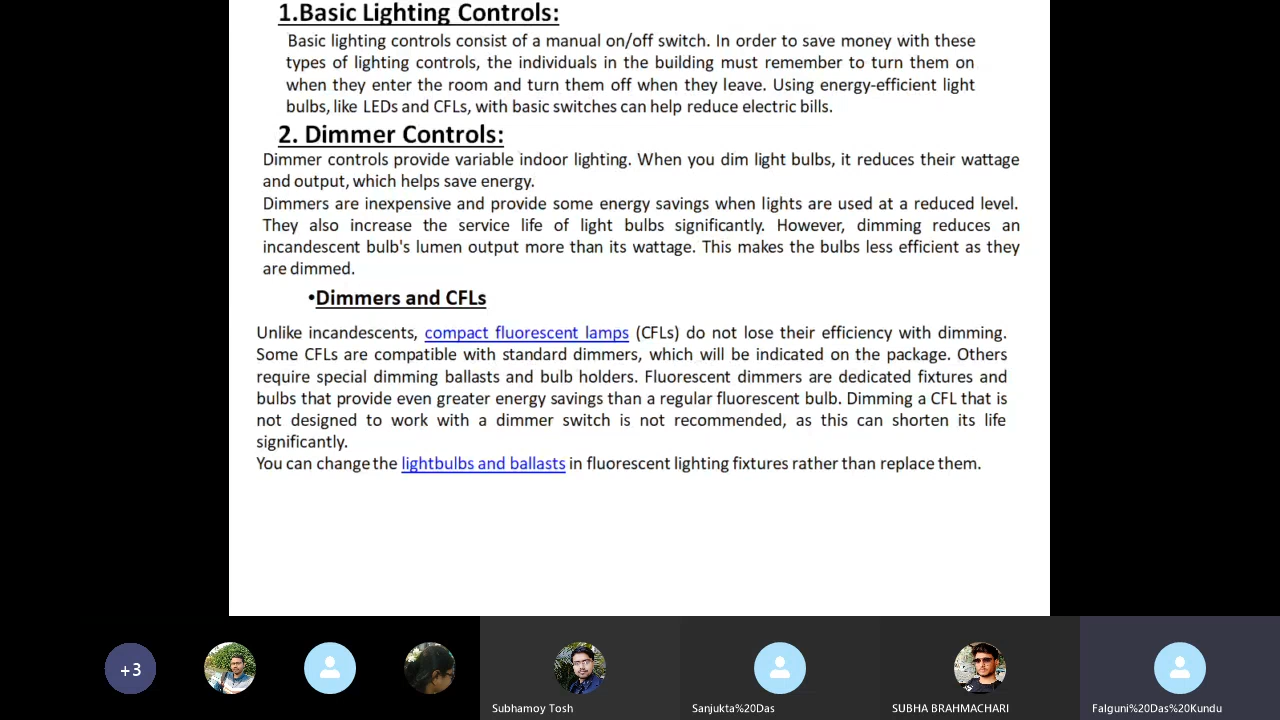 1.Basic Lighting Controls:
Basic lighting controls consist of a manual on/off switch. In order to save money with these
types of lighting controls, the individuals in the building must remember to turn them on
when they enter the room and turn them off when they leave. Using energy-efficient light
bulbs, like LEDs and CFLs, with basic switches can help reduce electric bills.
2. Dimmer Controls:
Dimmer controls provide variable indoor lighting. When you dim light bulbs, it reduces their wattage
and output, which helps save energy.
Dimmers are inexpensive and provide some energy savings when lights are used at a reduced level.
They also increase the service life of light bulbs significantly. However, dimming reduces an
incandescent bulb's lumen output more than its wattage. This makes the bulbs less efficient as they
are dimmed.
•Dimmers and CFLs
Unlike incandescents, compact fluorescent lamps (CFLs) do not lose their efficiency with dimming.
Some CFLs are compatible with standard dimmers, which will be indicated on the package. Others
require special dimming ballasts and bulb holders. Fluorescent dimmers are dedicated fixtures and
bulbs that provide even greater energy savings than a regular fluorescent bulb. Dimming a CFL that is
not designed to work with a dimmer switch is not recommended, as this can shorten its life
significantly.
You can change the lightbulbs and ballasts in fluorescent lighting fixtures rather than replace them.
+3
Subhamoy Tosh
Sanjukta%20Das
SUBHA BRAHMACHARI
Falguni%20Das%20Kundu